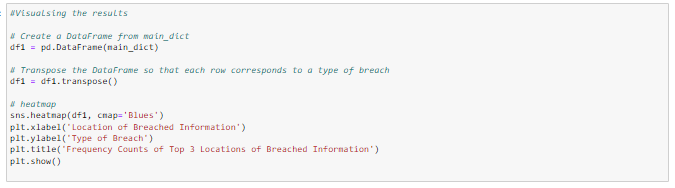 #Visualsing the results
# Create a DataFrame from main_dict
df1 = pd.DataFrame(main_dict)
# Transpose the DataFrame so that each row corresponds to a type of breach
df1 = df1.transpose()
# heatmap
sns.heatmap(df1, cmap='Blues')
plt.xlabel('Location of Breached Information')
plt.ylabel('Type of Breach')
plt.title('Frequency Counts of Top 3 Locations of Breached Information')
plt.show()